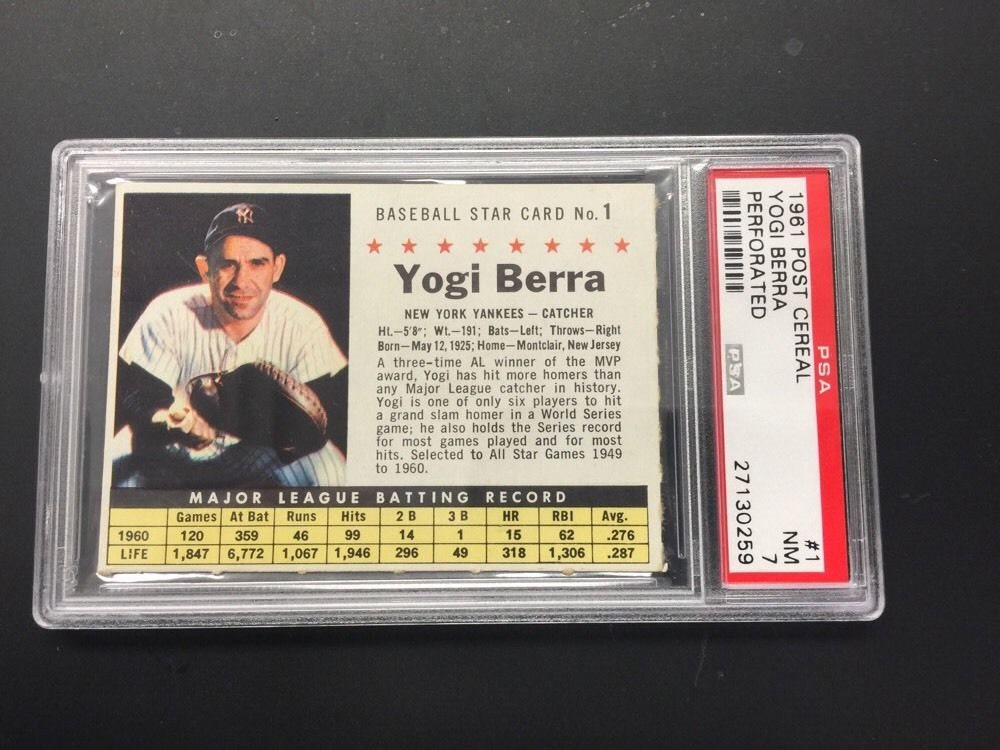 BASEBALL STAR CARD No. 1
Yogi Berra
NEW YORK YANKEES — CATCHER
Ht.—5'8"; Wt.—191; Bats—Left; Throws—Right
Born—May 12, 1925; Home—Montclair, New Jersey
A three-time AL winner of the MVP
award, Yogi has hit more homers than
any Major League catcher in history.
Yogi is one of only six players to hit
a grand slam homer in a World Series
game; he also holds the Series record
for most games played and for most
hits. Selected to All Star Games 1949
to 1960.
MAJOR LEAGUE BATTING RECORD
Games At Bat Runs Hits 2 B 3 B HR RBI Avg.
1960 120 359 46 99 14 1 15 62 .276
LIFE 1,847 6,772 1,067 1,946 296 49 318 1,306 .287
NY
PSA
1961 POST CEREAL #1
YOGI BERRA NM
PERFORATED 7
PSA 27130259